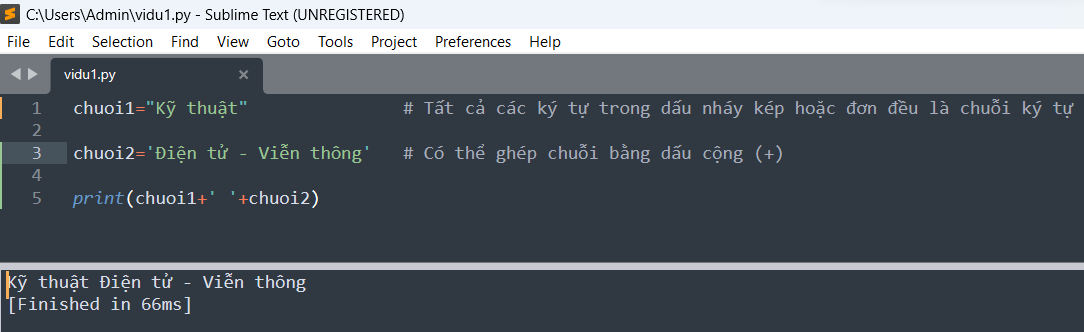 C:\Users\Admin\vidu1.py - Sublime Text (UNREGISTERED)
File Edit Selection Find View Goto Tools Project Preferences Help
vidu1.py
1 chuoi1="Kỹ thuật" # Tất cả các ký tự trong dấu nháy kép hoặc đơn đều là chuỗi ký tự
2
3 chuoi2='Điện tử - Viễn thông' # Có thể ghép chuỗi bằng dấu cộng (+)
4
5 print(chuoi1+' '+chuoi2)
Kỹ thuật Điện tử - Viễn thông
[Finished in 66ms]